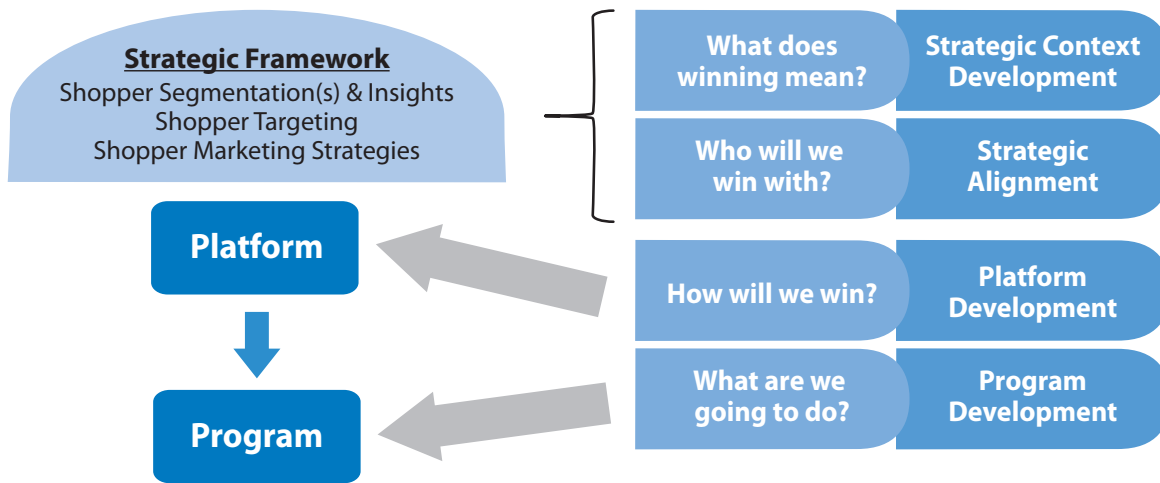 Strategic Framework
Shopper Segmentation(s) & Insights
Shopper Targeting
Shopper Marketing Strategies
Platform
Program
What does
winning mean?
Strategic Context
Development
Who will we
win with?
Strategic
Alignment
How will we win?
Platform
Development
What are we
going to do?
Program
Development